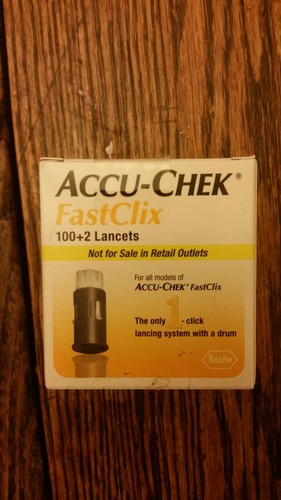 ACCU-CHEK®
FastClix
100+2 Lancets
Not for Sale in Retail Outlets
For all models of
ACCU-CHEK® FastClix
The only 1-click
lancing system with a drum
Roche